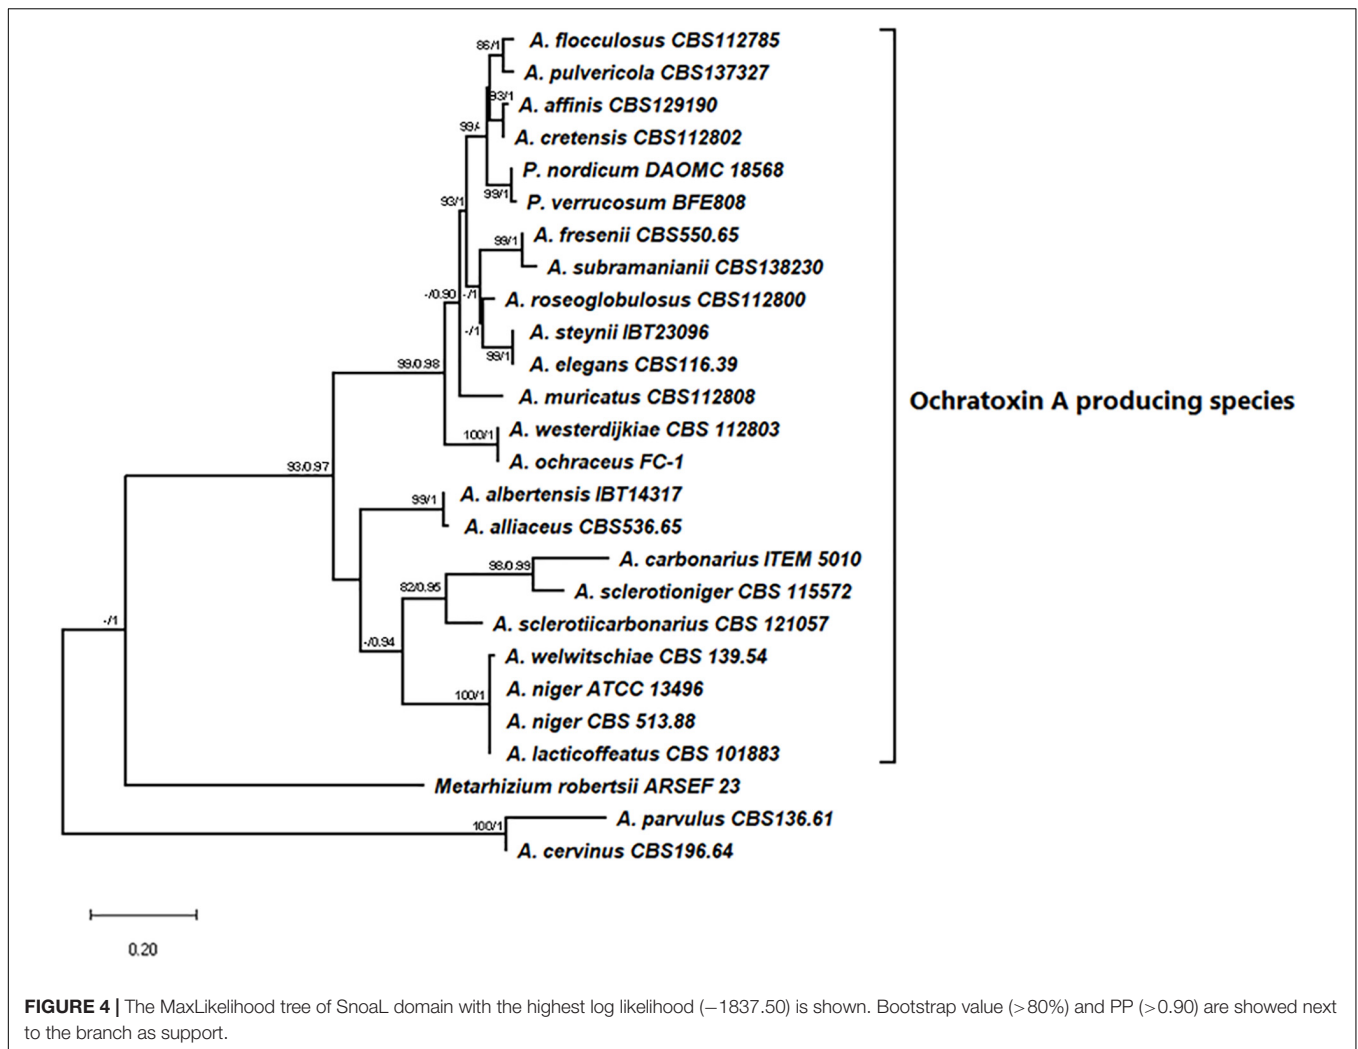 86/1
A. flocculosus CBS112785
A. pulvericola CBS137327
93/1
A. affinis CBS129190
99/-
A. cretensis CBS112802
P. nordicum DAOMC 18568
99/1
P. verrucosum BFE808
93/1
A. fresenii CBS550.65
99/1
A. subramanianii CBS138230
-/0.90
-/1
A. roseoglobulosus CBS112800
-/1
A. steynii IBT23096
99/1
A. elegans CBS116.39
99/0.98
A. muricatus CBS112808
Ochratoxin A producing species
A. westerdijkiae CBS 112803
100/1
A. ochraceus FC-1
93/0.97
A. albertensis IBT14317
99/1
A. alliaceus CBS536.65
A. carbonarius ITEM 5010
98/0.99
A. sclerotioniger CBS 115572
82/0.95
A. sclerotiicarbonarius CBS 121057
-/1
-/0.94
A. welwitschiae CBS 139.54
A. niger ATCC 13496
100/1
A. niger CBS 513.88
A. lacticoffeatus CBS 101883
Metarhizium robertsii ARSEF 23
A. parvulus CBS136.61
100/1
A. cervinus CBS196.64
0.20
FIGURE 4 | The MaxLikelihood tree of SnoaL domain with the highest log likelihood (−1837.50) is shown. Bootstrap value (>80%) and PP (>0.90) are showed next
to the branch as support.